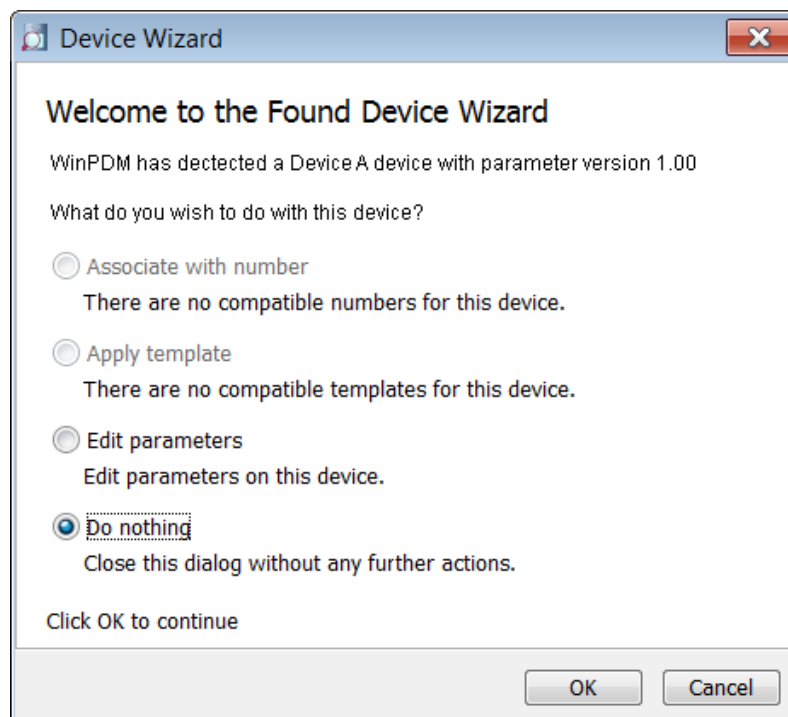 Device Wizard
Welcome to the Found Device Wizard
WinPDM has dectected a Device A device with parameter version 1.00
What do you wish to do with this device?
Associate with number
There are no compatible numbers for this device.
Apply template
There are no compatible templates for this device.
Edit parameters
Edit parameters on this device.
Do nothing
Close this dialog without any further actions.
Click OK to continue
OK Cancel